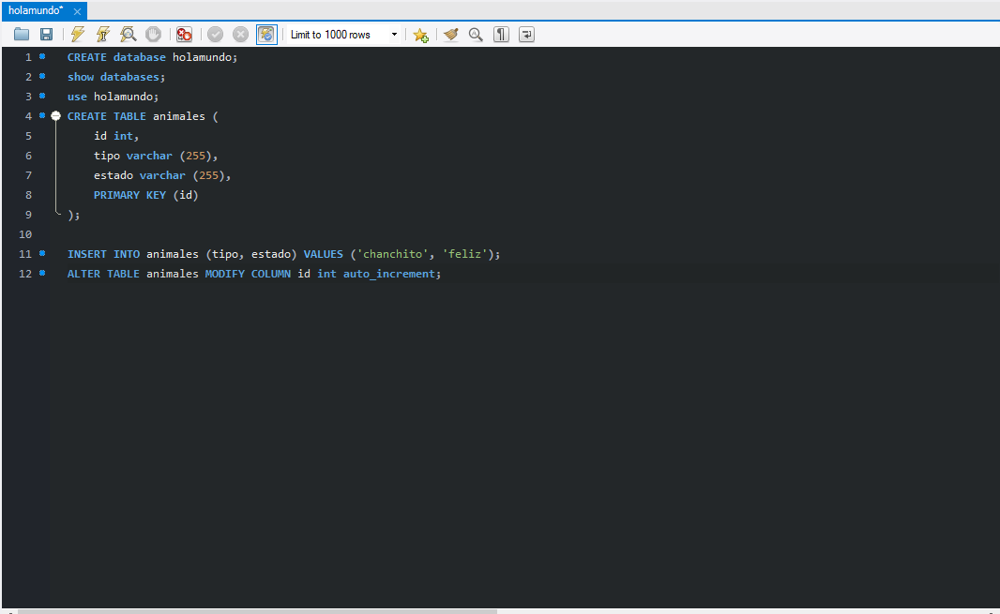 holamundo*
Limit to 1000 rows
1 CREATE database holamundo;
2 show databases;
3 use holamundo;
4 CREATE TABLE animales (
5 id int,
6 tipo varchar (255),
7 estado varchar (255),
8 PRIMARY KEY (id)
9 );
10
11 INSERT INTO animales (tipo, estado) VALUES ('chanchito', 'feliz');
12 ALTER TABLE animales MODIFY COLUMN id int auto_increment;